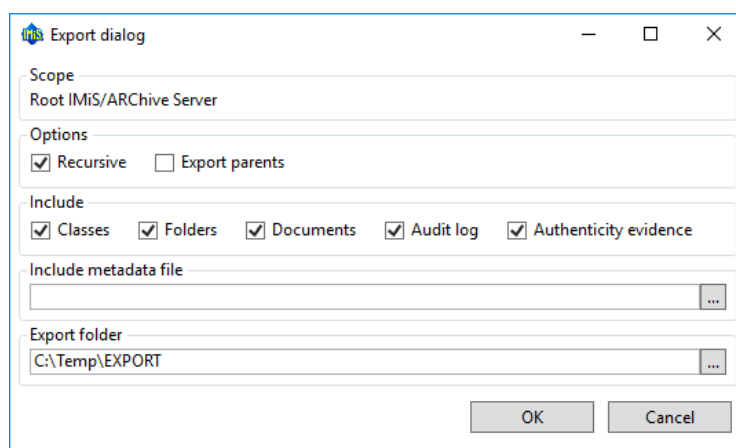 IMiS Export dialog
Scope
Root IMiS/ARChive Server
Options
Recursive Export parents
Include
Classes Folders Documents Audit log Authenticity evidence
Include metadata file
...
Export folder
C:\Temp\EXPORT ...
OK Cancel